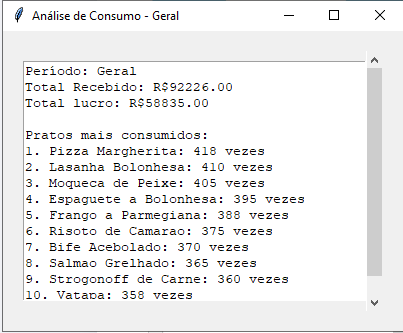 Análise de Consumo - Geral
Período: Geral
Total Recebido: R$92226.00
Total lucro: R$58835.00
Pratos mais consumidos:
1. Pizza Margherita: 418 vezes
2. Lasanha Bolonhesa: 410 vezes
3. Moqueca de Peixe: 405 vezes
4. Espaguete a Bolonhesa: 395 vezes
5. Frango a Parmegiana: 388 vezes
6. Risoto de Camarao: 375 vezes
7. Bife Acebolado: 370 vezes
8. Salmao Grelhado: 365 vezes
9. Strogonoff de Carne: 360 vezes
10. Vatapa: 358 vezes